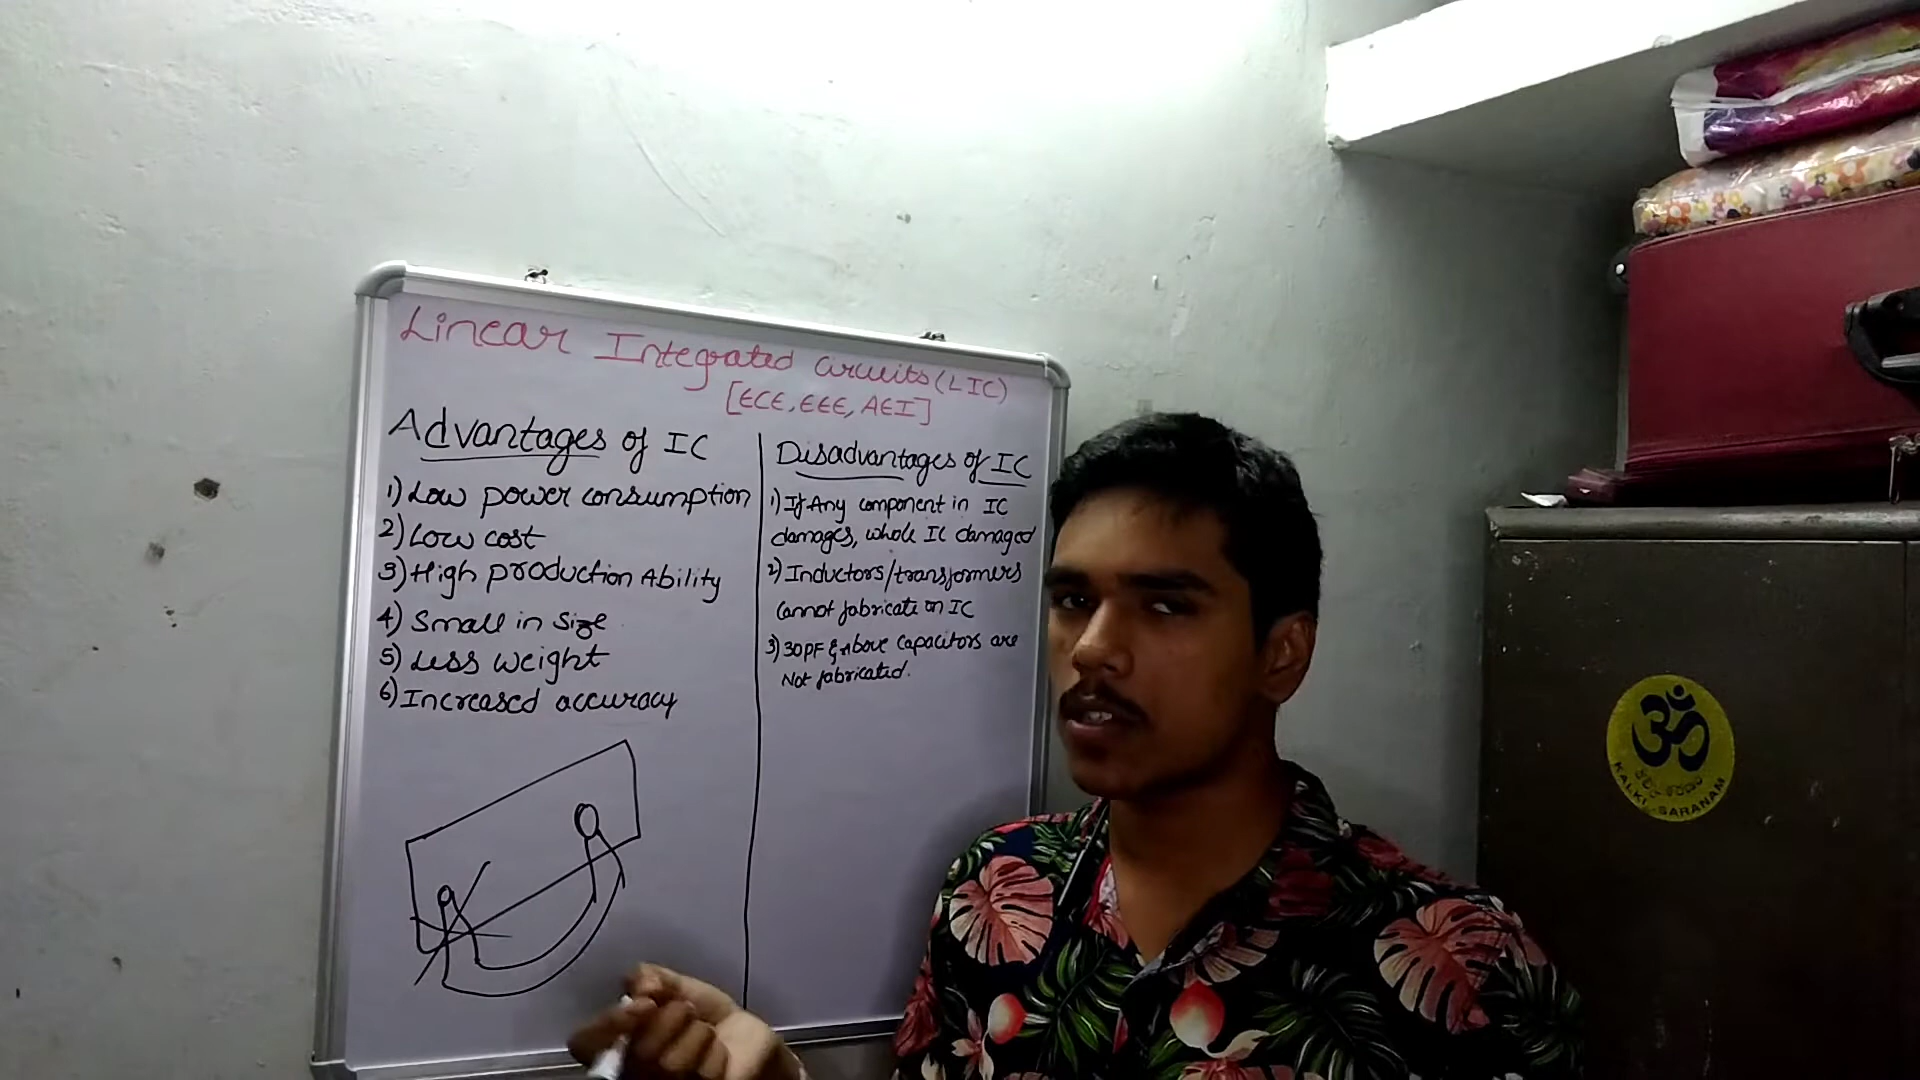 Linear Integrated Circuits (LIC)
[ECE, EEE, AEI]
Advantages of IC
1) Low power consumption
2) Low cost
3) High production Ability
4) Small in Size
5) Less weight
6) Increased accuracy
Disadvantages of IC
1) If Any component in IC
damages, whole IC damaged
2) Inductors/transformers
Cannot fabricate on IC
3) 30PF & Above Capacitors are
Not fabricated.
ॐ
KALKI SARANAM